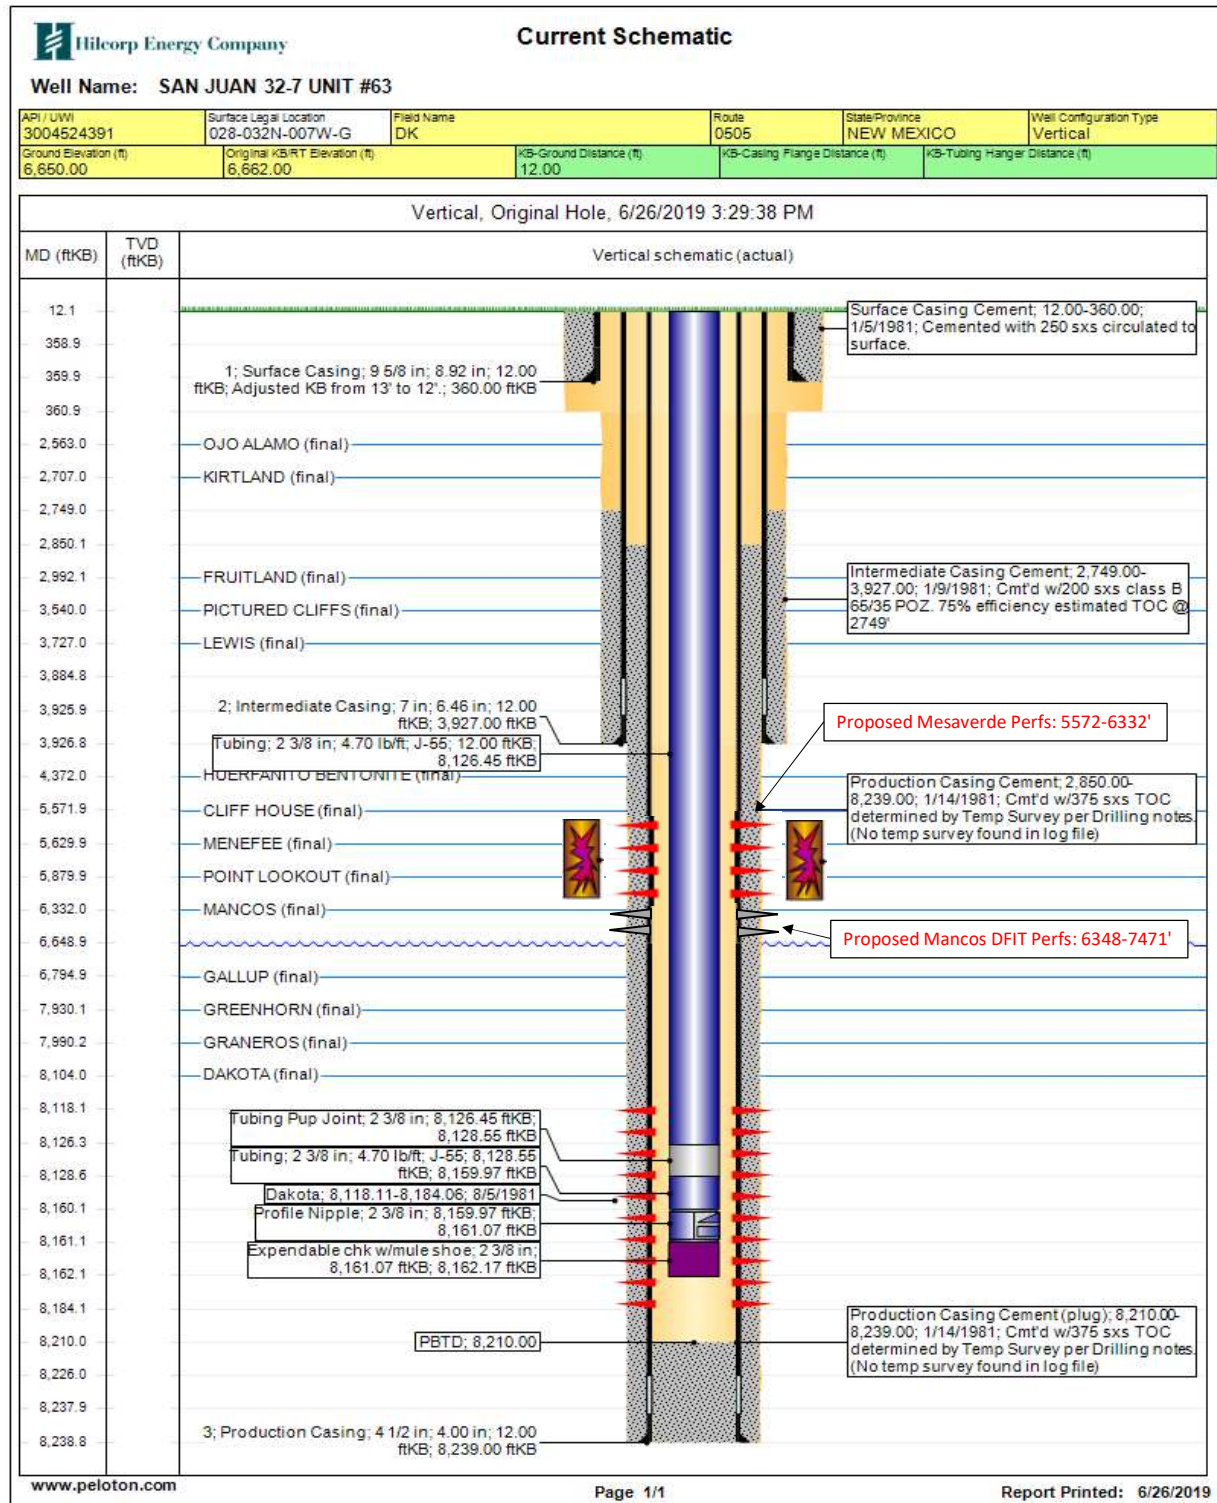 Hilcorp Energy Company
Current Schematic
Well Name: SAN JUAN 32-7 UNIT #63
API / UWI
3004524391
Surface Legal Location
028-032N-007W-G
Field Name
DK
Route
0505
State/Province
NEW MEXICO
Well Configuration Type
Vertical
Ground Elevation (ft)
6,650.00
Original KB/RT Elevation (ft)
6,662.00
KB-Ground Distance (ft)
12.00
KB-Casing Flange Distance (ft)
KB-Tubing Hanger Distance (ft)
Vertical, Original Hole, 6/26/2019 3:29:38 PM
MD (ftKB)
TVD
(ftKB)
Vertical schematic (actual)
12.1
Surface Casing Cement; 12.00-360.00;
1/5/1981; Cemented with 250 sxs circulated to
surface.
358.9
359.9
1; Surface Casing; 9 5/8 in; 8.92 in; 12.00
ftKB; Adjusted KB from 13' to 12'.; 360.00 ftKB
360.9
2,563.0
OJO ALAMO (final)
2,707.0
KIRTLAND (final)
2,749.0
2,850.1
2,992.1
FRUITLAND (final)
Intermediate Casing Cement; 2,749.00-
3,927.00; 1/9/1981; Cmt'd w/200 sxs class B
65/35 POZ. 75% efficiency estimated TOC @
2749'
3,540.0
PICTURED CLIFFS (final)
3,727.0
LEWIS (final)
3,884.8
3,925.9
2; Intermediate Casing; 7 in; 6.46 in; 12.00
ftKB; 3,927.00 ftKB
Proposed Mesaverde Perfs: 5572-6332'
3,926.8
Tubing; 2 3/8 in; 4.70 lb/ft; J-55; 12.00 ftKB;
8,126.45 ftKB
4,372.0
HUERFANITO BENTONITE (final)
Production Casing Cement; 2,850.00-
8,239.00; 1/14/1981; Cmt'd w/375 sxs TOC
determined by Temp Survey per Drilling notes.
(No temp survey found in log file)
5,571.9
CLIFF HOUSE (final)
5,629.9
MENEFEE (final)
5,879.9
POINT LOOKOUT (final)
6,332.0
MANCOS (final)
6,648.9
Proposed Mancos DFIT Perfs: 6348-7471'
6,794.9
GALLUP (final)
7,930.1
GREENHORN (final)
7,990.2
GRANEROS (final)
8,104.0
DAKOTA (final)
8,118.1
Tubing Pup Joint; 2 3/8 in; 8,126.45 ftKB;
8,128.55 ftKB
8,126.3
8,128.6
Tubing; 2 3/8 in; 4.70 lb/ft; J-55; 8,128.55
ftKB; 8,159.97 ftKB
Dakota; 8,118.11-8,184.06; 8/5/1981
8,160.1
Profile Nipple; 2 3/8 in; 8,159.97 ftKB;
8,161.07 ftKB
8,161.1
Expendable chk w/mule shoe; 2 3/8 in;
8,161.07 ftKB; 8,162.17 ftKB
8,162.1
8,184.1
Production Casing Cement (plug); 8,210.00-
8,239.00; 1/14/1981; Cmt'd w/375 sxs TOC
determined by Temp Survey per Drilling notes.
(No temp survey found in log file)
8,210.0
PBTD; 8,210.00
8,226.0
8,237.9
8,238.8
3; Production Casing; 4 1/2 in; 4.00 in; 12.00
ftKB; 8,239.00 ftKB
www.peloton.com
Page 1/1
Report Printed: 6/26/2019